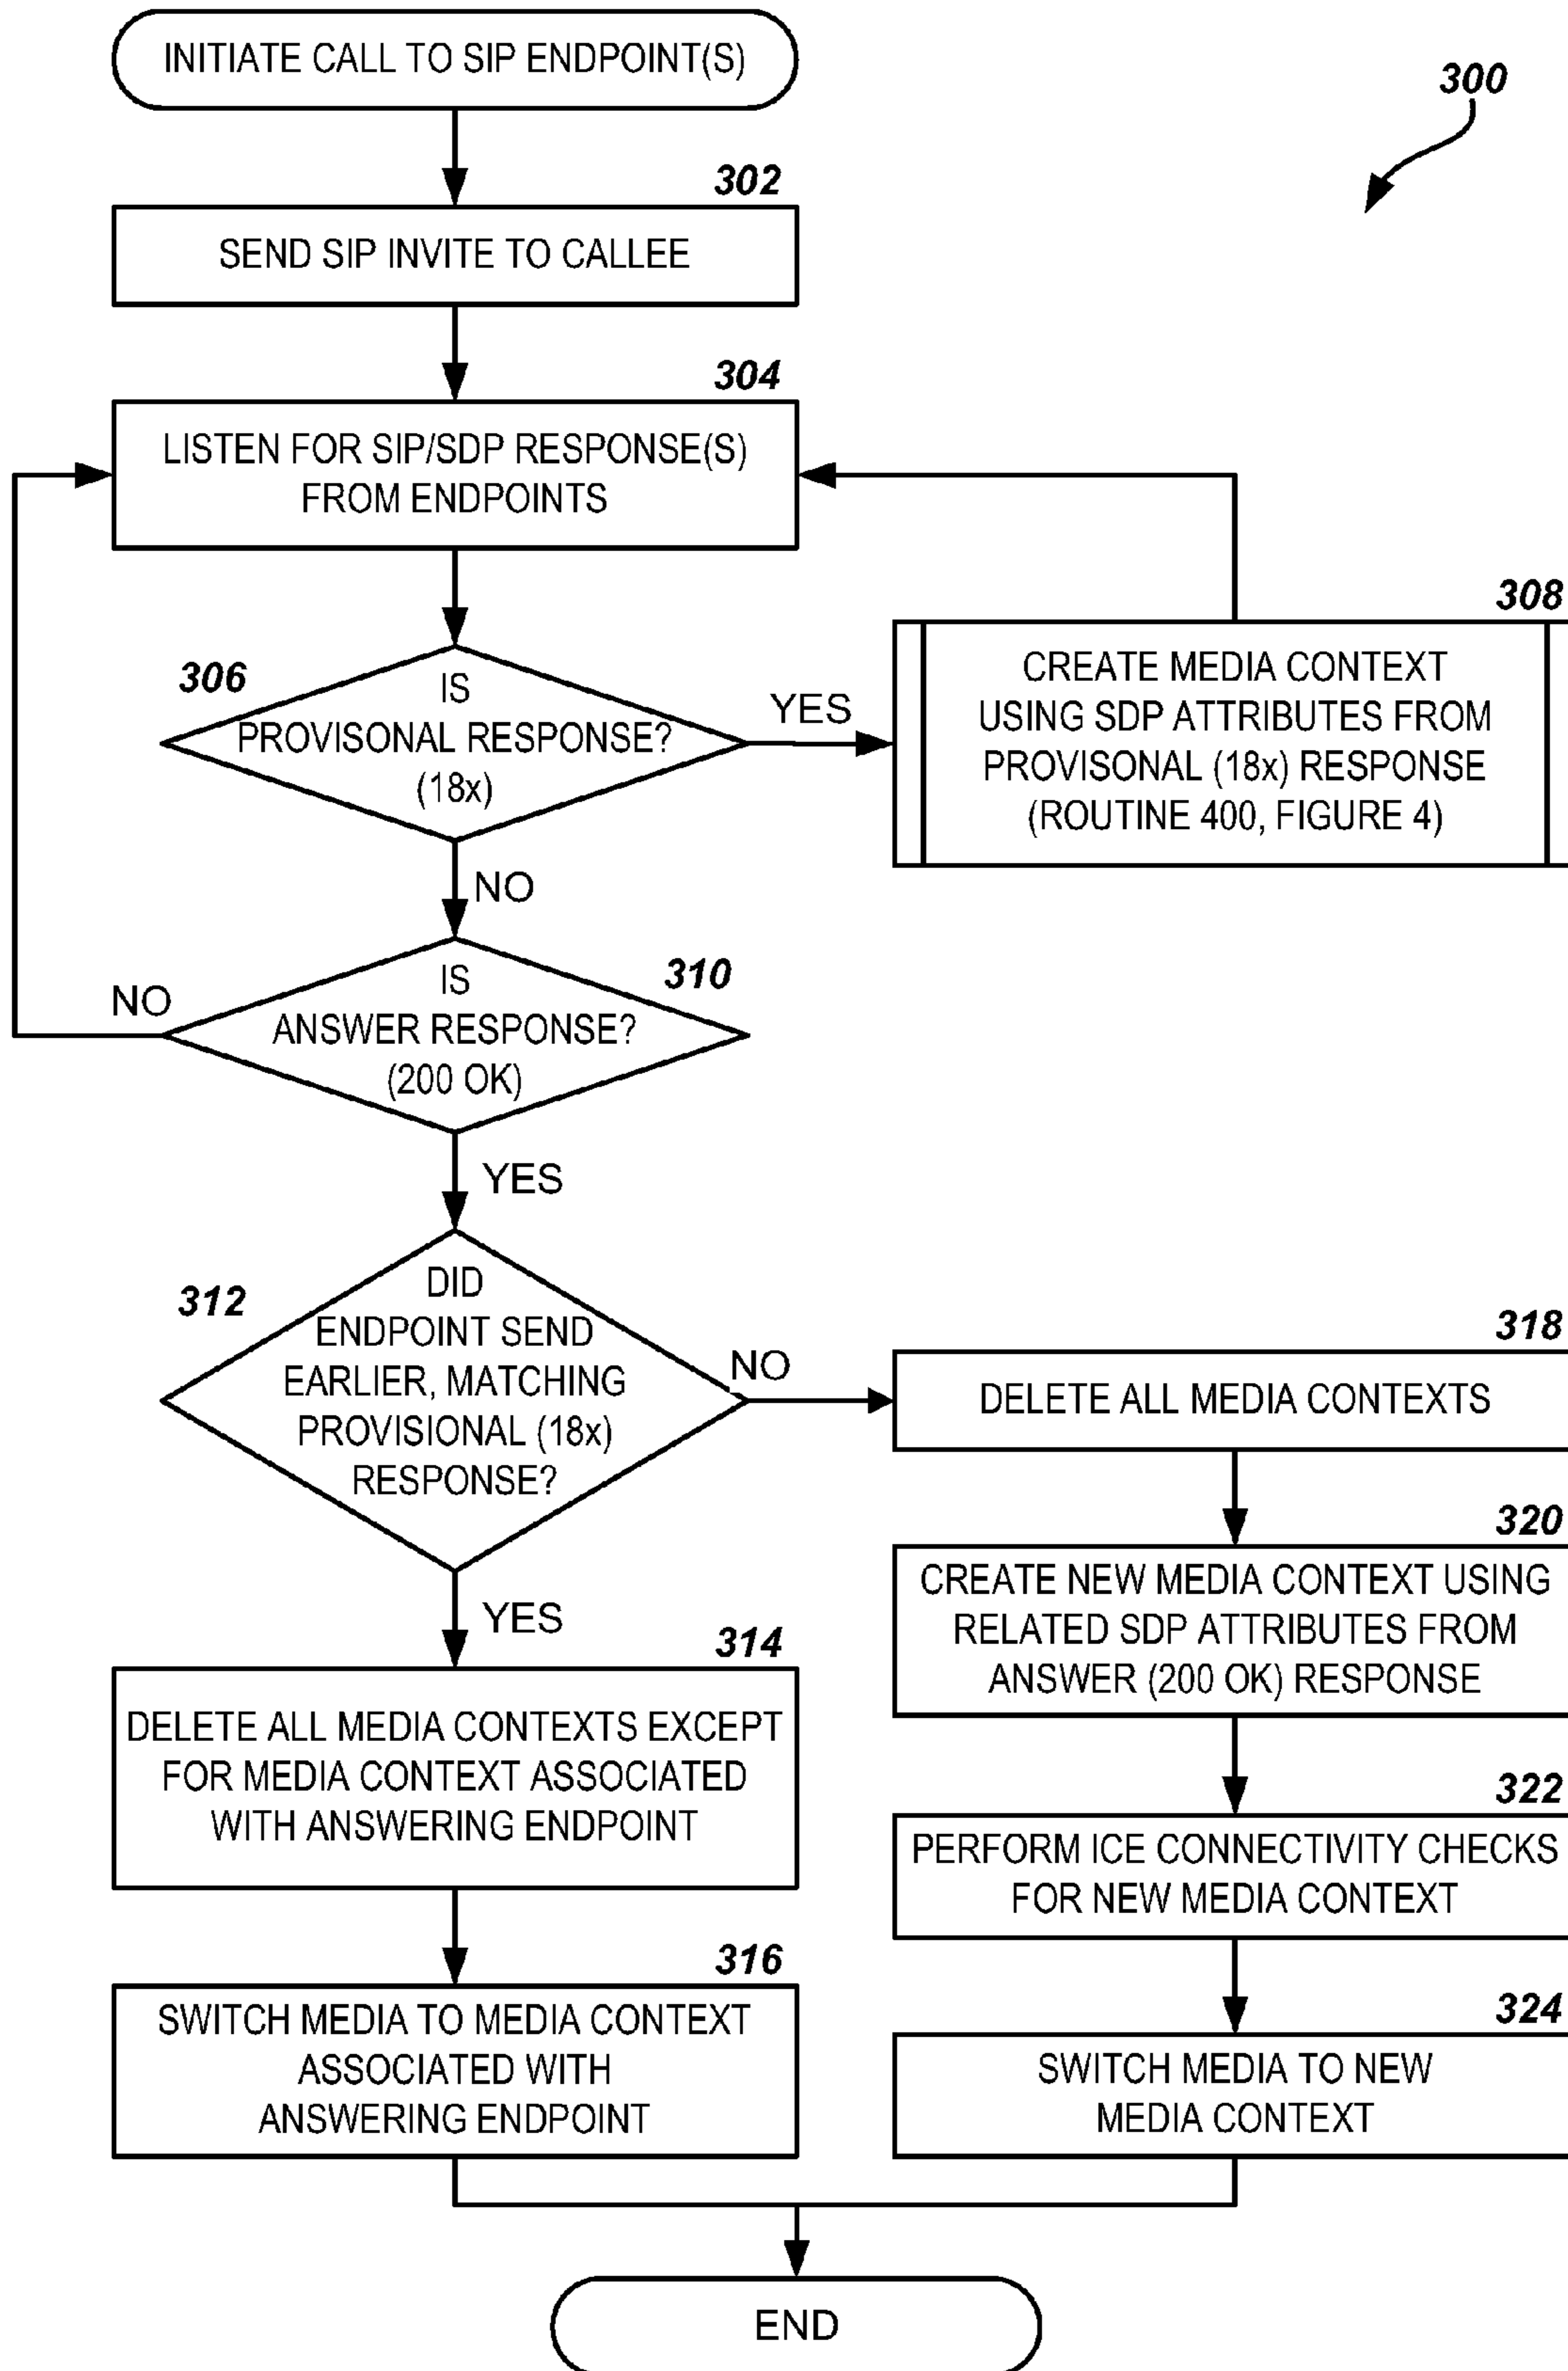 INITIATE CALL TO SIP ENDPOINT(S)
300
302
SEND SIP INVITE TO CALLEE
304
LISTEN FOR SIP/SDP RESPONSE(S)
FROM ENDPOINTS
306
IS
PROVISONAL RESPONSE?
(18x)
YES
308
CREATE MEDIA CONTEXT
USING SDP ATTRIBUTES FROM
PROVISONAL (18x) RESPONSE
(ROUTINE 400, FIGURE 4)
NO
310
IS
ANSWER RESPONSE?
(200 OK)
NO
YES
312
DID
ENDPOINT SEND
EARLIER, MATCHING
PROVISIONAL (18x)
RESPONSE?
NO
YES
314
DELETE ALL MEDIA CONTEXTS EXCEPT
FOR MEDIA CONTEXT ASSOCIATED
WITH ANSWERING ENDPOINT
316
SWITCH MEDIA TO MEDIA CONTEXT
ASSOCIATED WITH
ANSWERING ENDPOINT
318
DELETE ALL MEDIA CONTEXTS
320
CREATE NEW MEDIA CONTEXT USING
RELATED SDP ATTRIBUTES FROM
ANSWER (200 OK) RESPONSE
322
PERFORM ICE CONNECTIVITY CHECKS
FOR NEW MEDIA CONTEXT
324
SWITCH MEDIA TO NEW
MEDIA CONTEXT
END